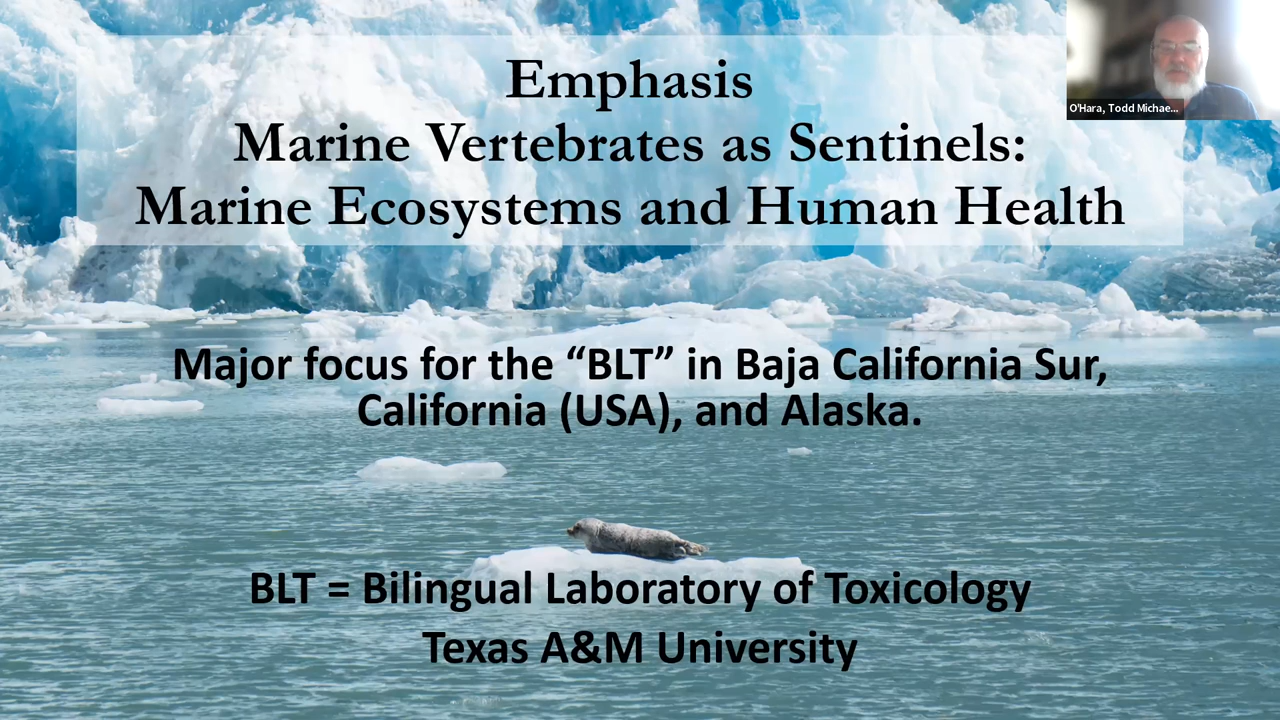 Emphasis
Marine Vertebrates as Sentinels:
Marine Ecosystems and Human Health
O'Hara, Todd Michae...
Major focus for the “BLT” in Baja California Sur,
California (USA), and Alaska.
BLT = Bilingual Laboratory of Toxicology
Texas A&M University